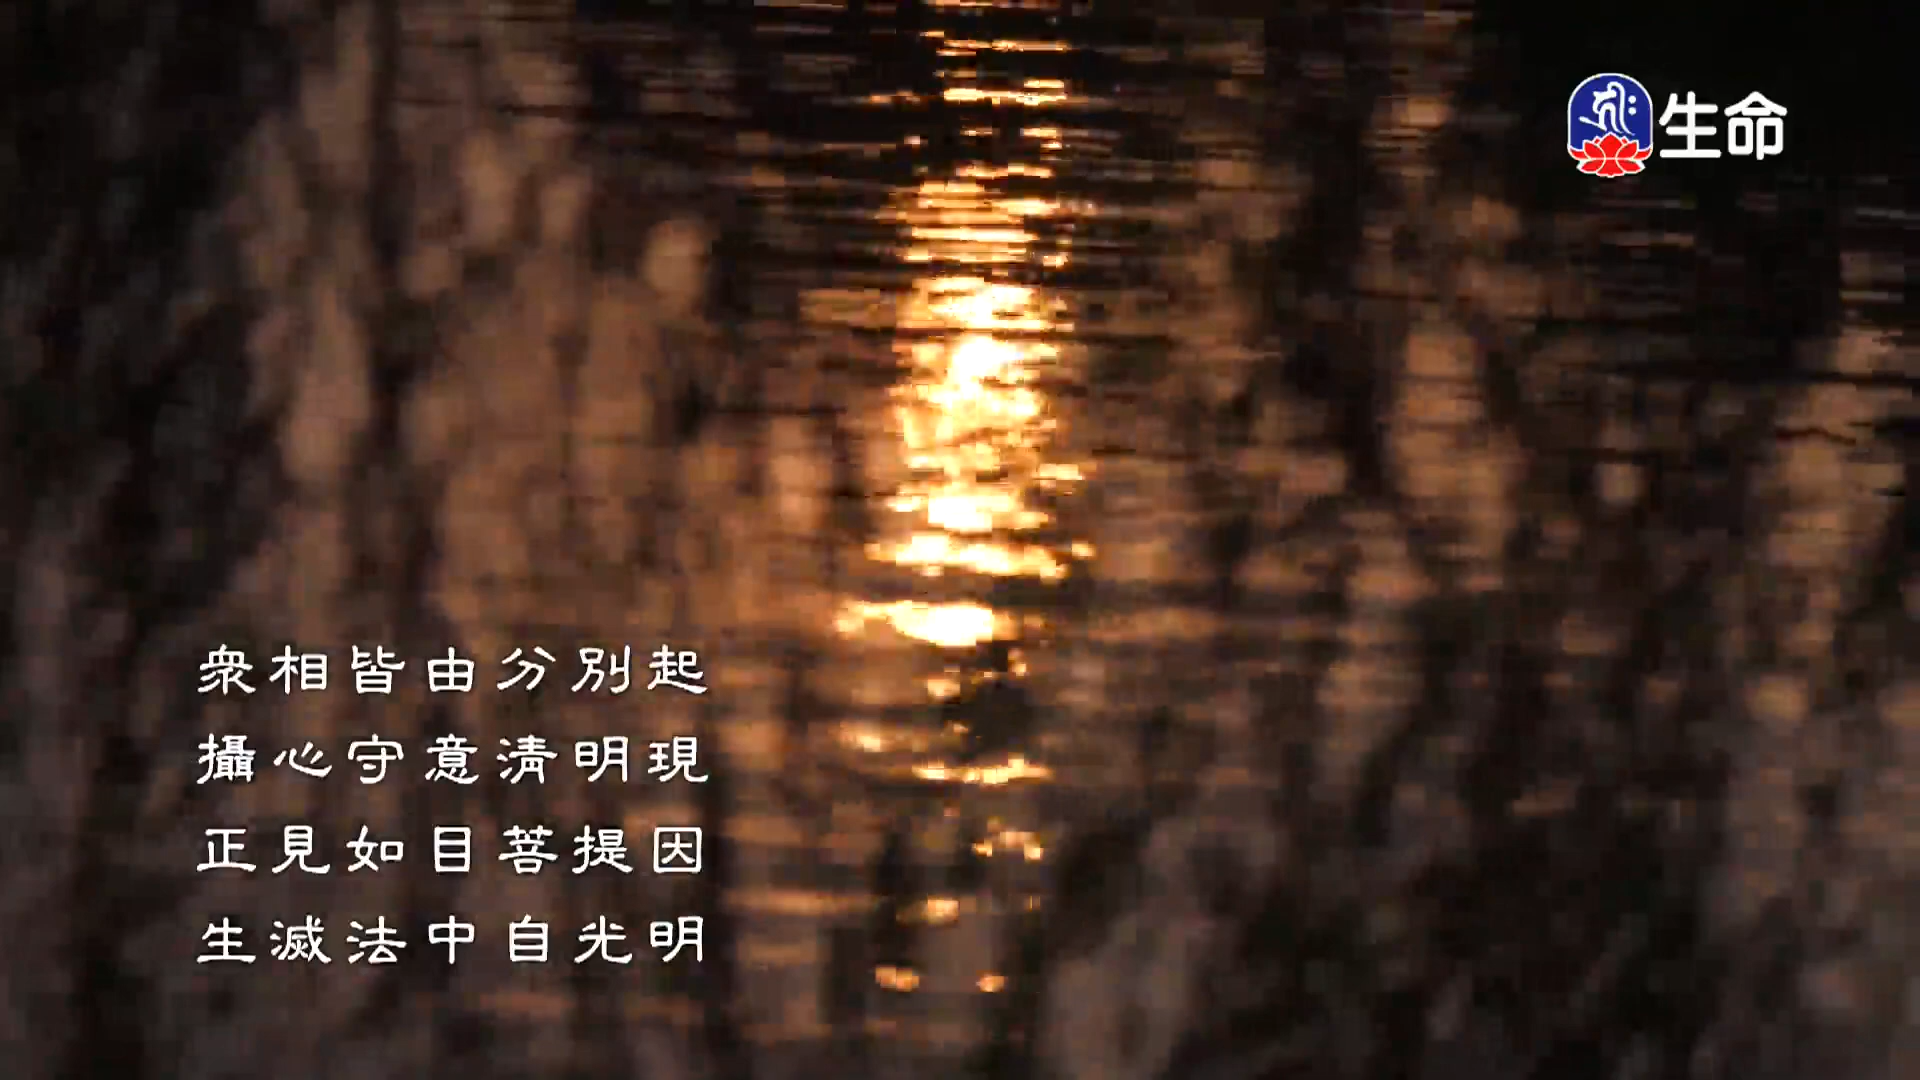 生命
衆相皆由分別起
攝心守意清明現
正見如目菩提因
生滅法中自光明